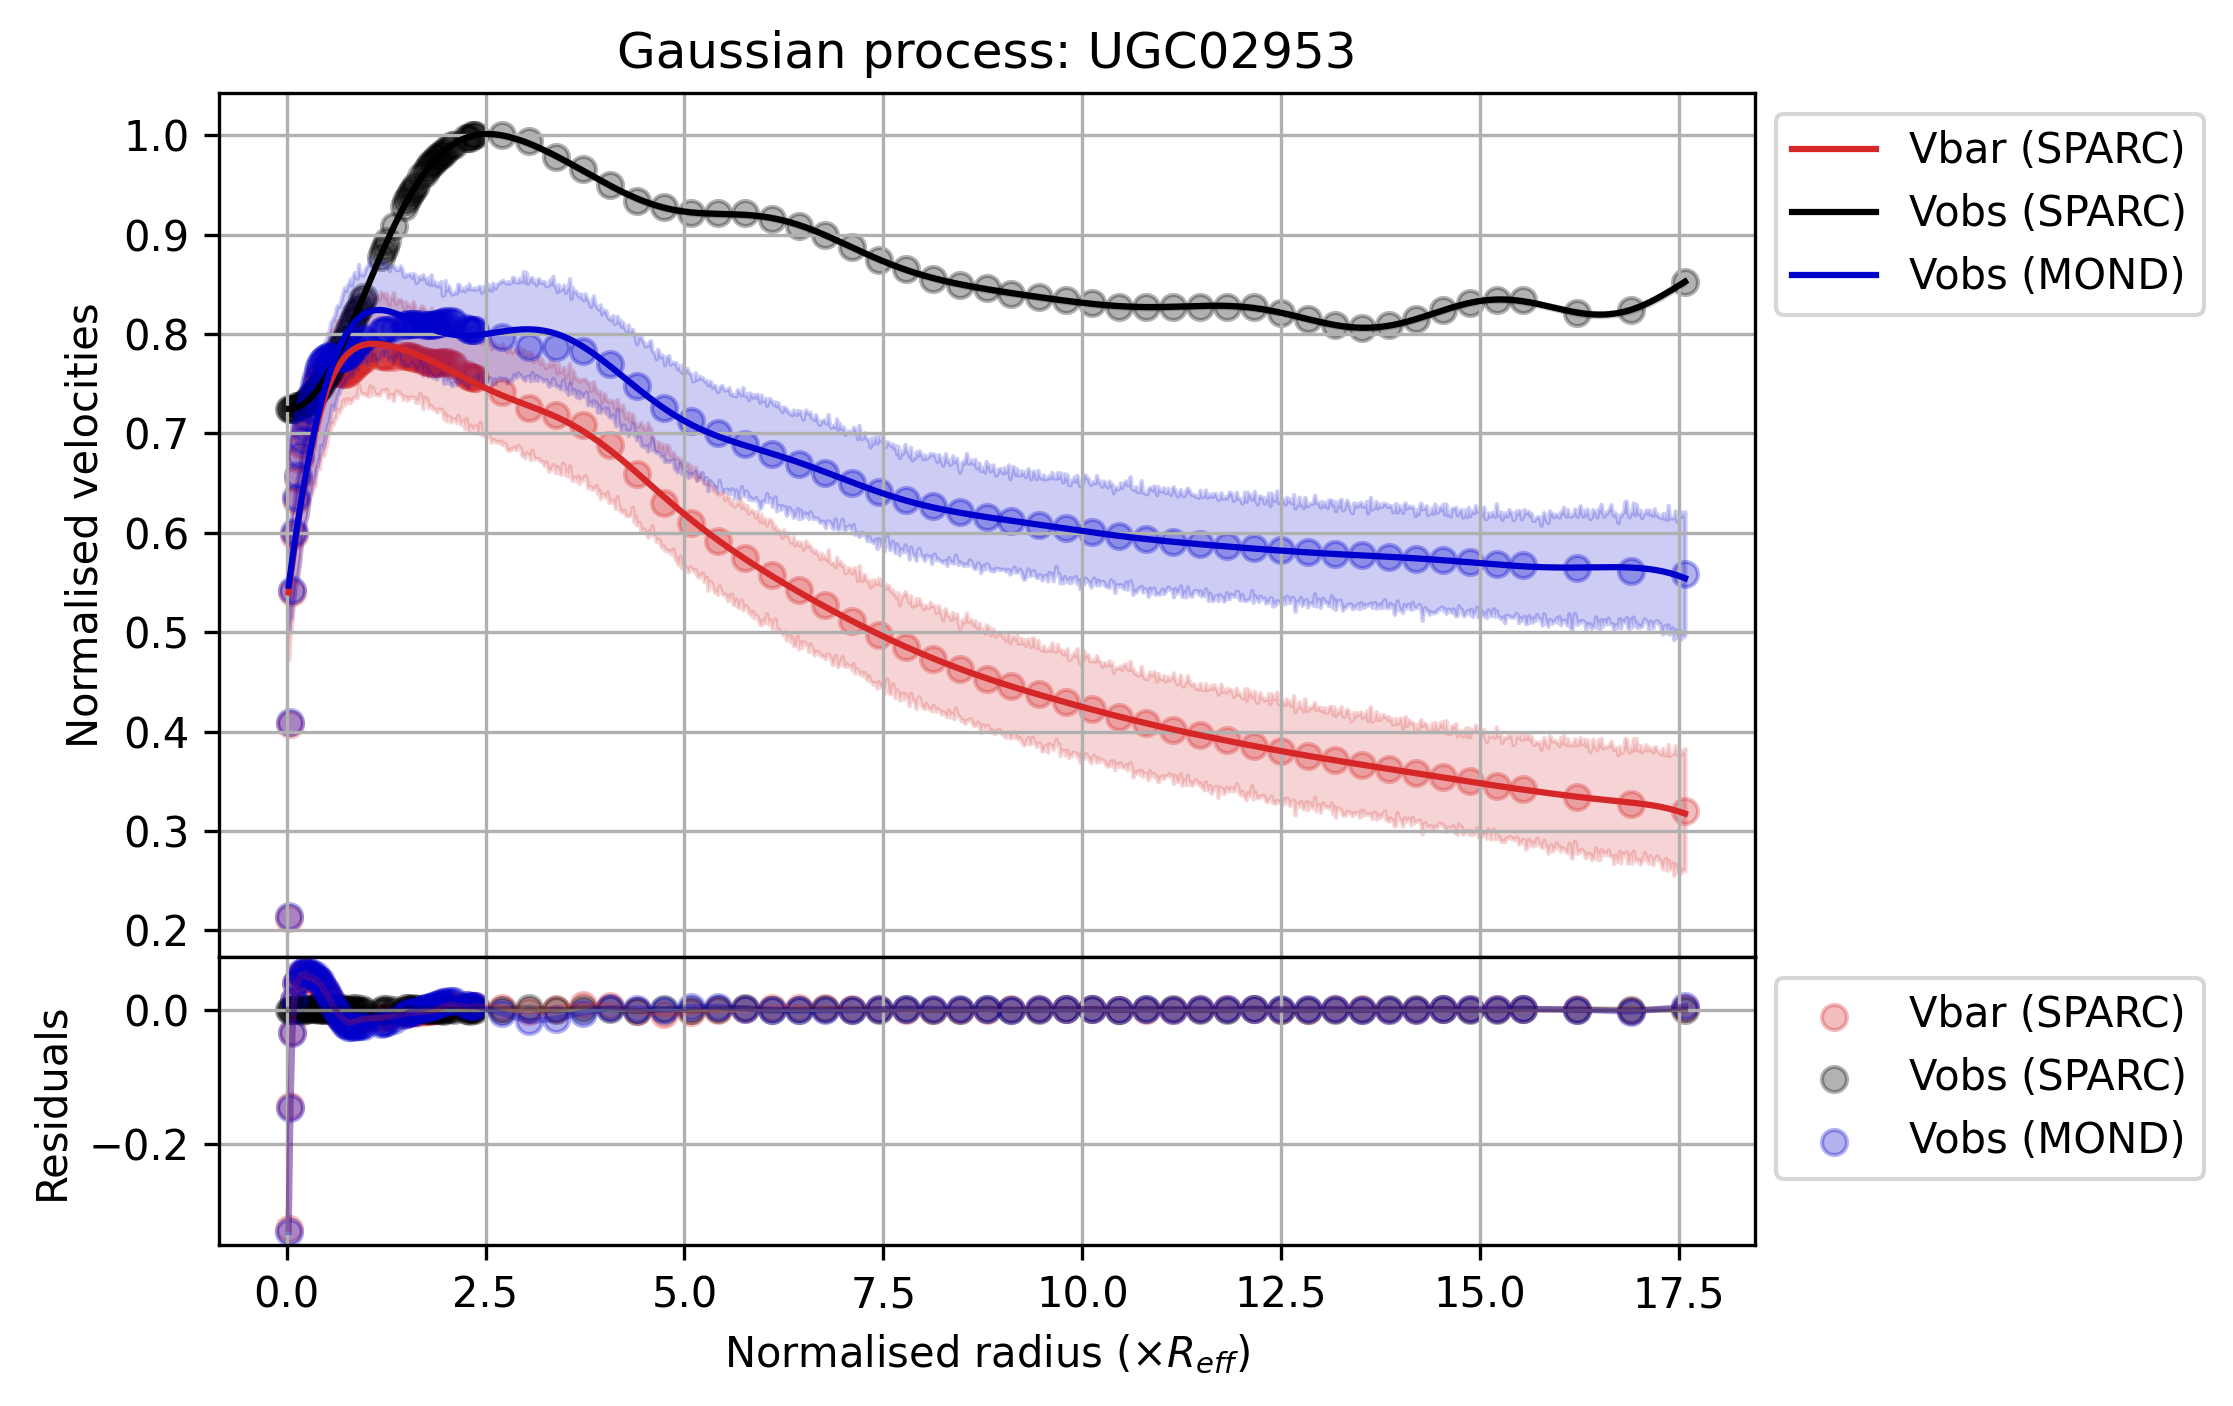 Gaussian process: UGC02953
Normalised velocities
1.0
0.9
0.8
0.7
0.6
0.5
0.4
0.3
0.2
Vbar (SPARC)
Vobs (SPARC)
Vobs (MOND)
Residuals
0.0
−0.2
Vbar (SPARC)
Vobs (SPARC)
Vobs (MOND)
0.0 2.5 5.0 7.5 10.0 12.5 15.0 17.5
Normalised radius (×R_eff)